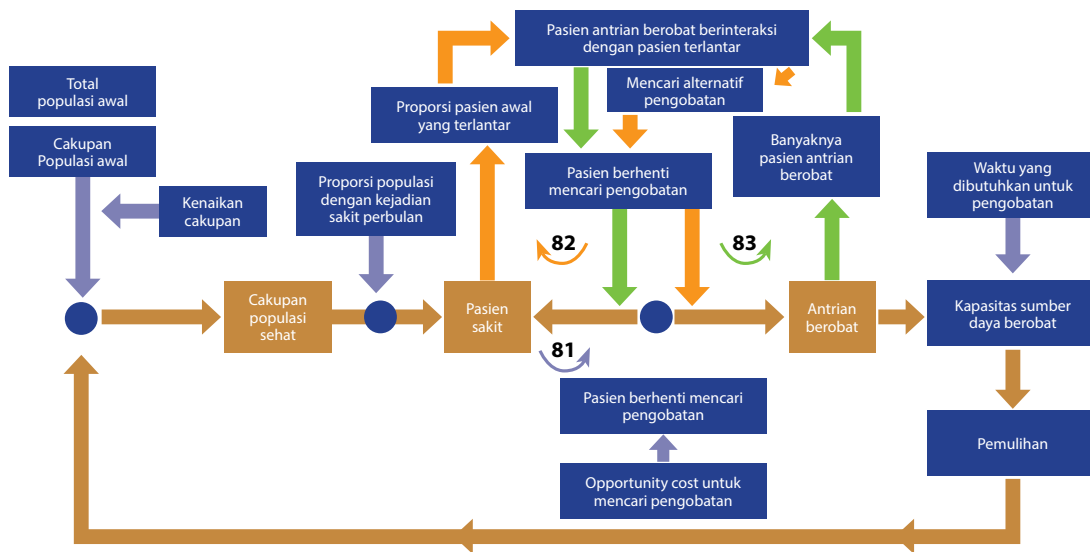 Total
populasi awal
Cakupan
Populasi awal
Kenaikan
cakupan
Proporsi populasi
dengan kejadian
sakit perbulan
Proporsi pasien awal
yang terlantar
Pasien antrian berobat berinteraksi
dengan pasien terlantar
Mencari alternatif
pengobatan
Pasien berhenti
mencari pengobatan
Banyaknya
pasien antrian
berobat
Waktu yang
dibutuhkan untuk
pengobatan
82
83
Cakupan
populasi
sehat
Pasien
sakit
Antrian
berobat
Kapasitas sumber
daya berobat
81
Pasien berhenti mencari
pengobatan
Opportunity cost untuk
mencari pengobatan
Pemulihan